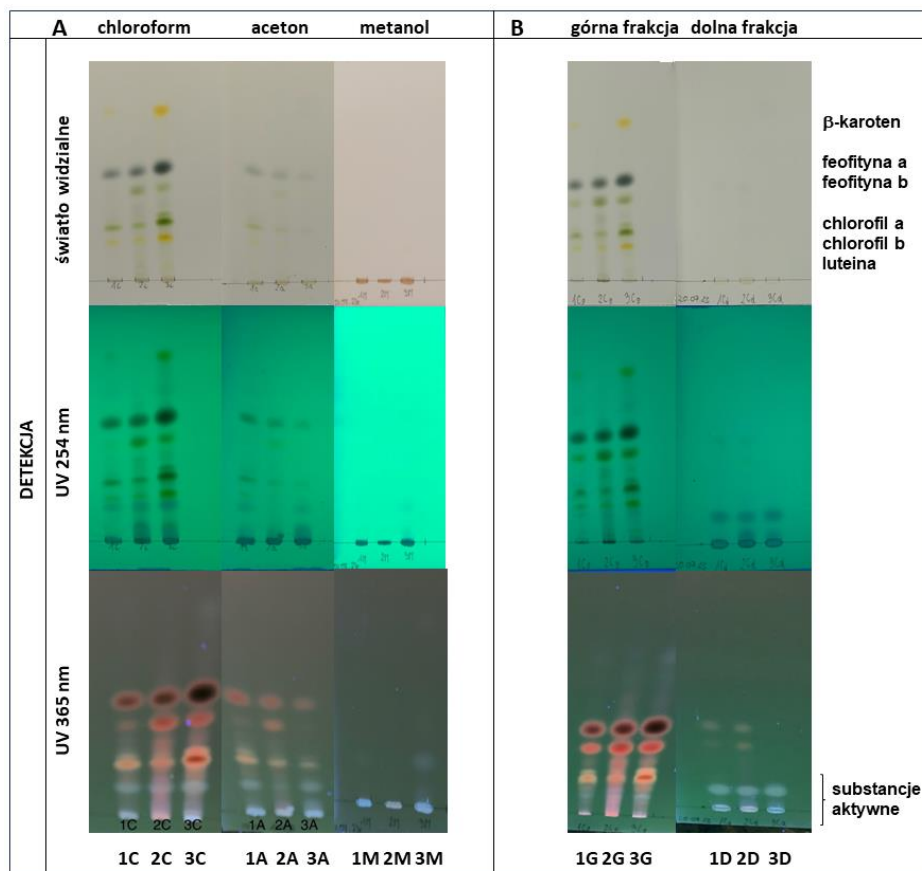 A chloroform aceton metanol
B górna frakcja dolna frakcja
DETEKCJA
światło widzialne
UV 254 nm
UV 365 nm
β-karoten
feofityna a
feofityna b
chlorofil a
chlorofil b
luteina
1C 2C 3C
1A 2A 3A
substancje
aktywne
1C 2C 3C 1A 2A 3A 1M 2M 3M
1G 2G 3G 1D 2D 3D